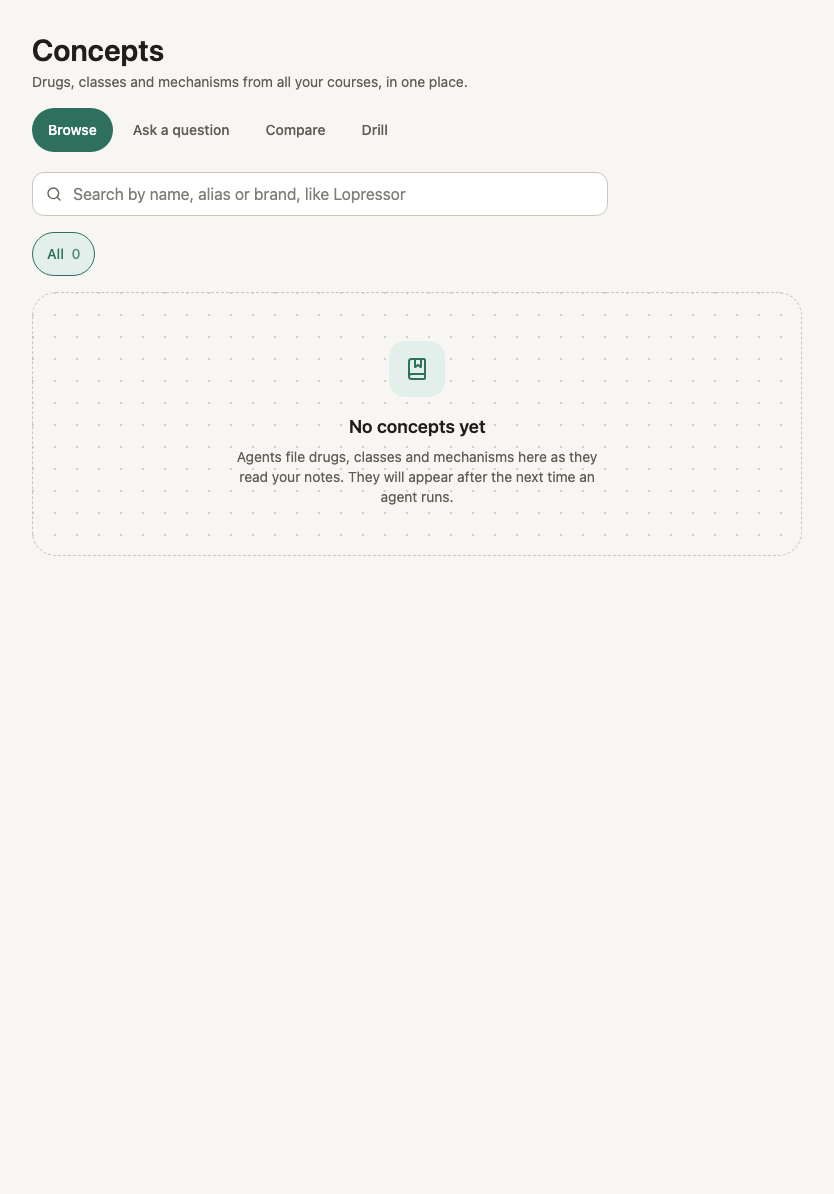 Concepts
Drugs, classes and mechanisms from all your courses, in one place.
Browse
Ask a question
Compare
Drill
Search by name, alias or brand, like Lopressor
All 0
No concepts yet
Agents file drugs, classes and mechanisms here as they
read your notes. They will appear after the next time an
agent runs.